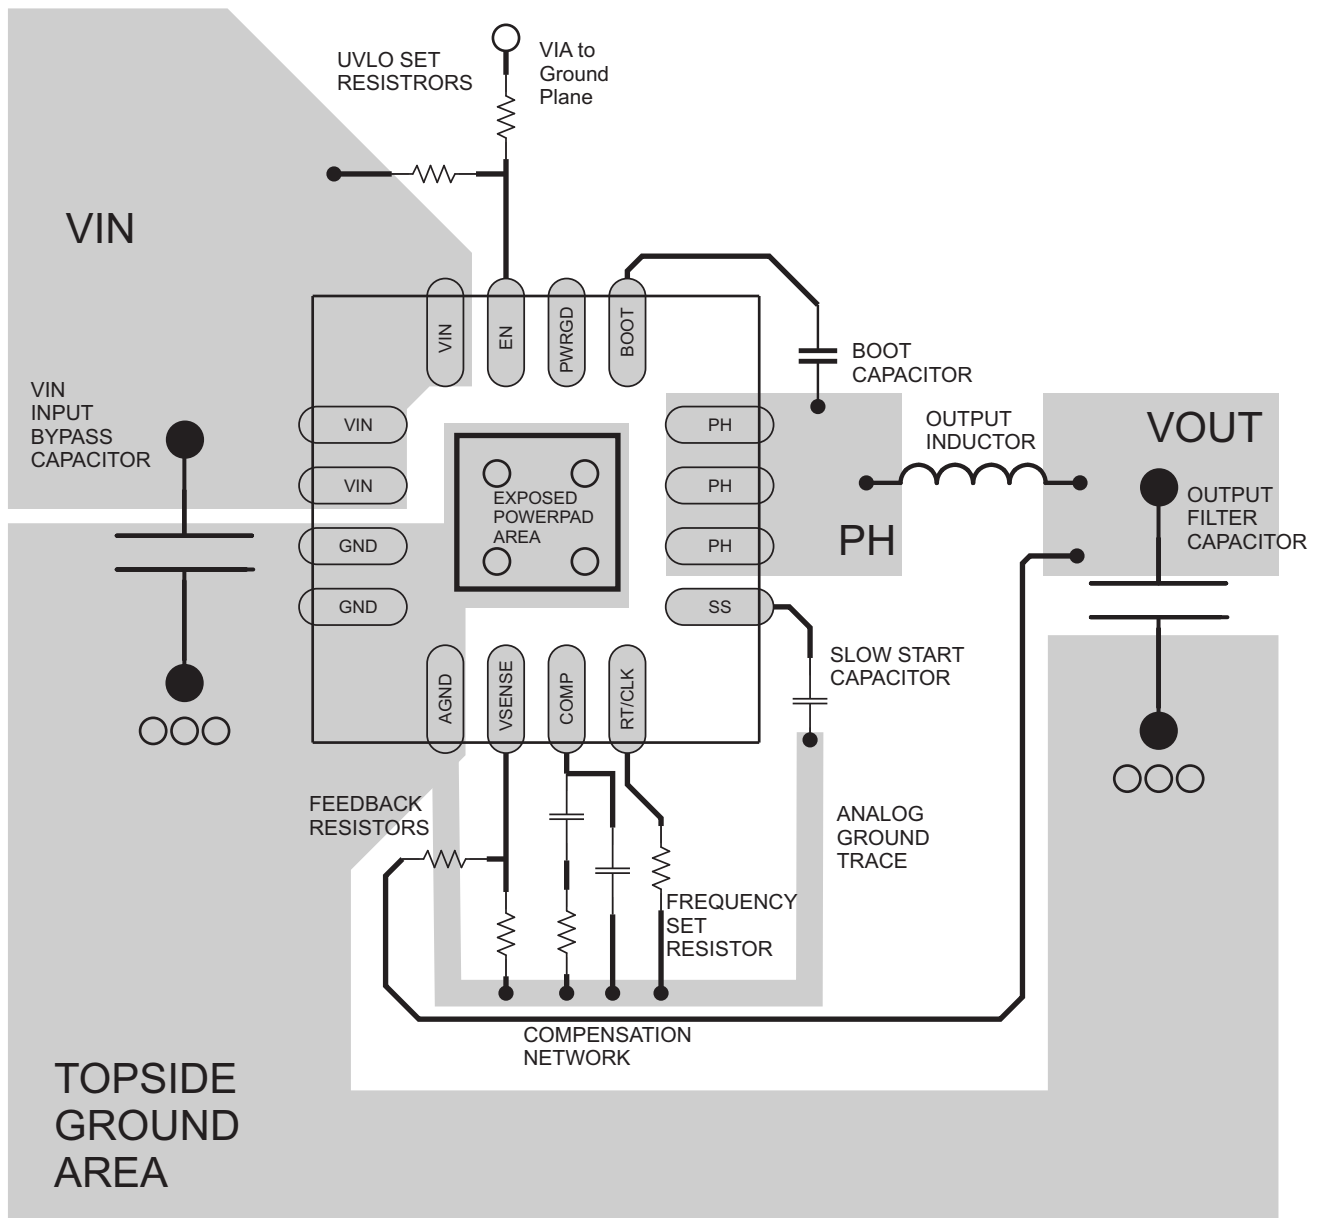 UVLO SET
RESISTRORS
VIA to
Ground
Plane
VIN
VIN
EN
PWRGD
BOOT
BOOT
CAPACITOR
VIN
INPUT
BYPASS
CAPACITOR
VIN
VIN
GND
GND
EXPOSED
POWERPAD
AREA
PH
PH
PH
SS
PH
OUTPUT
INDUCTOR
VOUT
OUTPUT
FILTER
CAPACITOR
AGND
VSENSE
COMP
RT/CLK
SLOW START
CAPACITOR
FEEDBACK
RESISTORS
ANALOG
GROUND
TRACE
FREQUENCY
SET
RESISTOR
COMPENSATION
NETWORK
TOPSIDE
GROUND
AREA